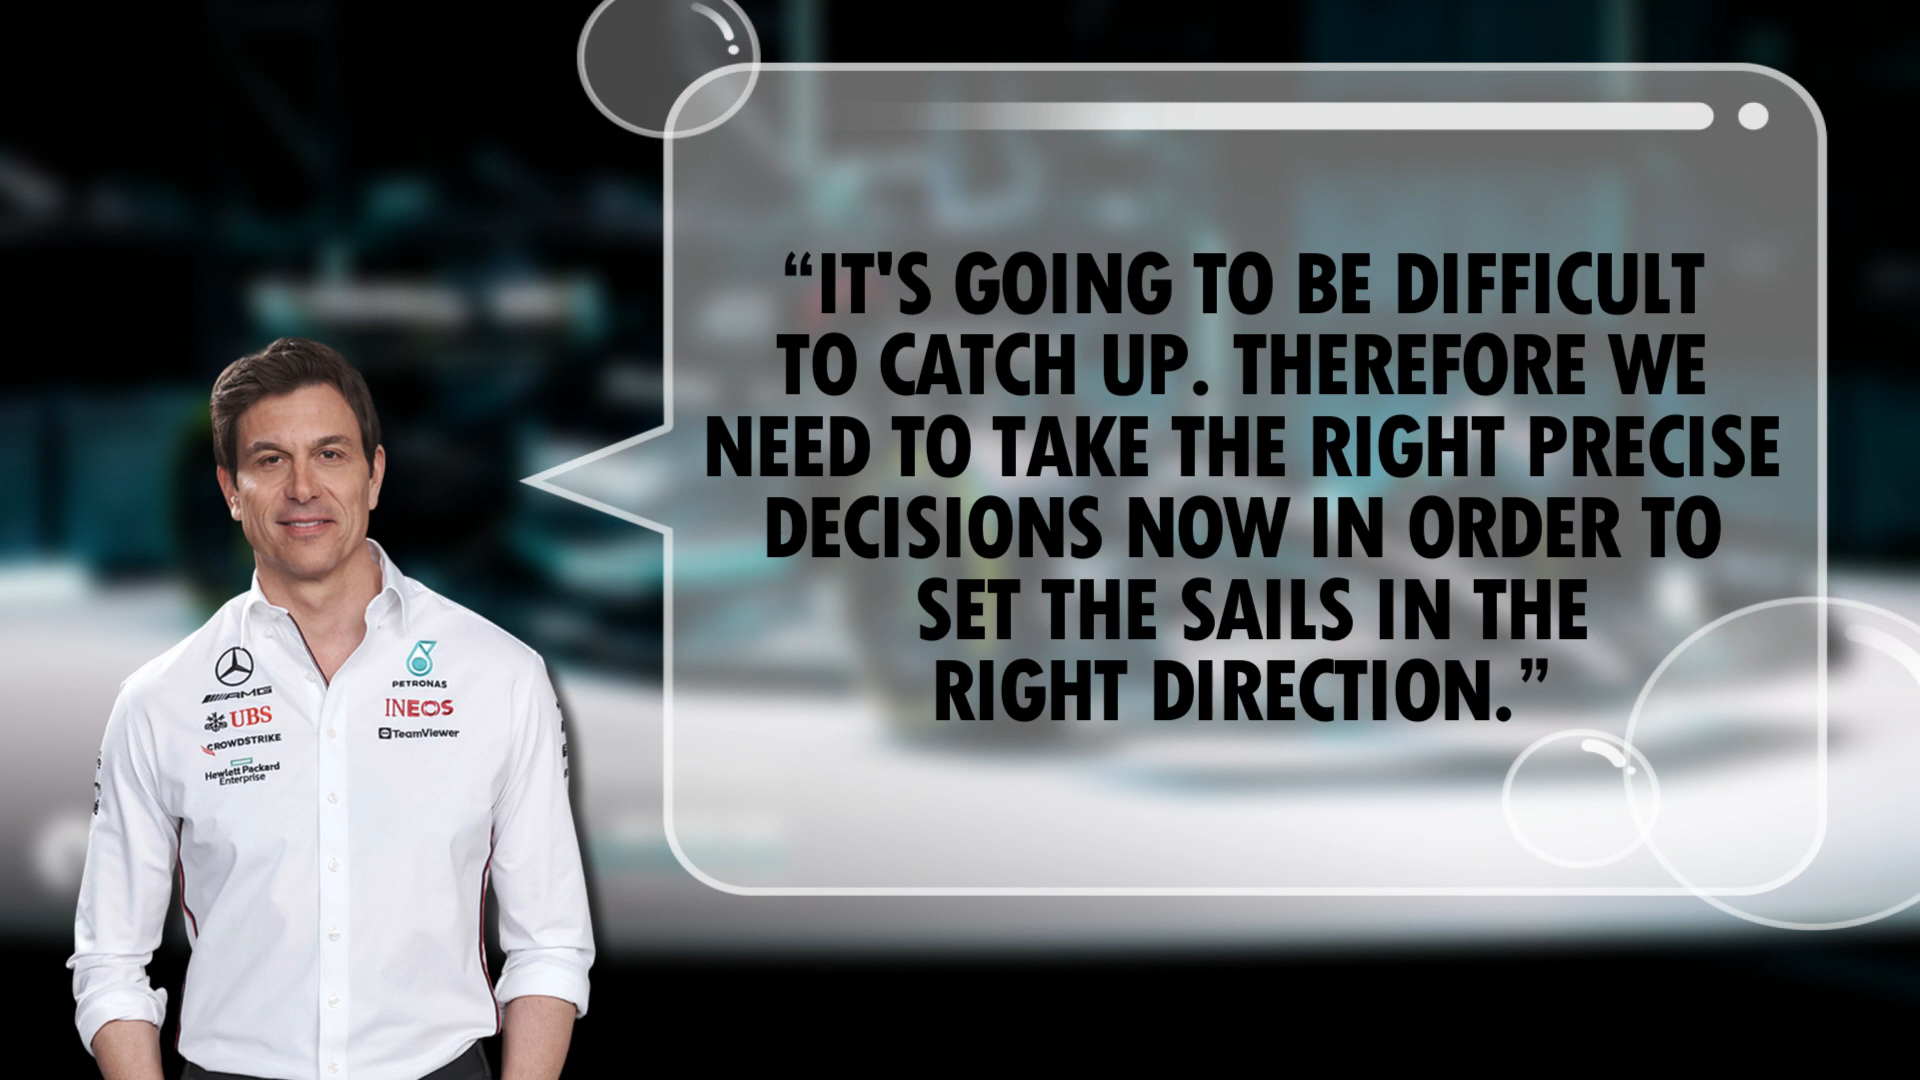 “IT'S GOING TO BE DIFFICULT
TO CATCH UP. THEREFORE WE
NEED TO TAKE THE RIGHT PRECISE
DECISIONS NOW IN ORDER TO
SET THE SAILS IN THE
RIGHT DIRECTION.”
AMG
UBS
CROWDSTRIKE
Hewlett Packard
Enterprise
PETRONAS
INEOS
TeamViewer